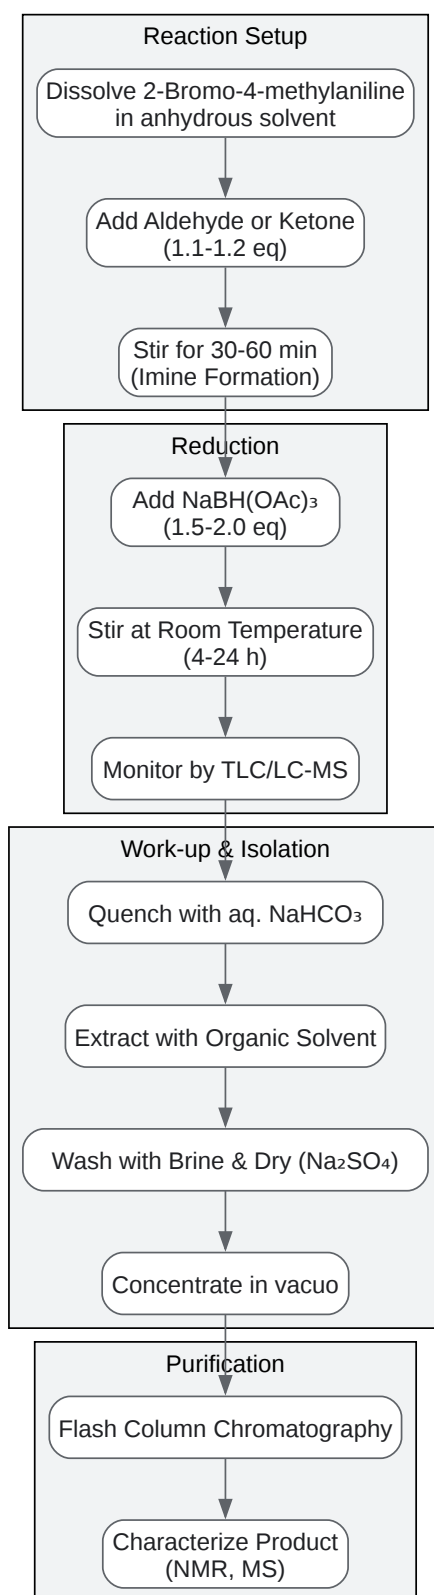 Reaction Setup
Dissolve 2-Bromo-4-methylaniline
in anhydrous solvent
Add Aldehyde or Ketone
(1.1-1.2 eq)
Stir for 30-60 min
(Imine Formation)
Reduction
Add NaBH(OAc)₃
(1.5-2.0 eq)
Stir at Room Temperature
(4-24 h)
Monitor by TLC/LC-MS
Work-up & Isolation
Quench with aq. NaHCO₃
Extract with Organic Solvent
Wash with Brine & Dry (Na₂SO₄)
Concentrate in vacuo
Purification
Flash Column Chromatography
Characterize Product
(NMR, MS)